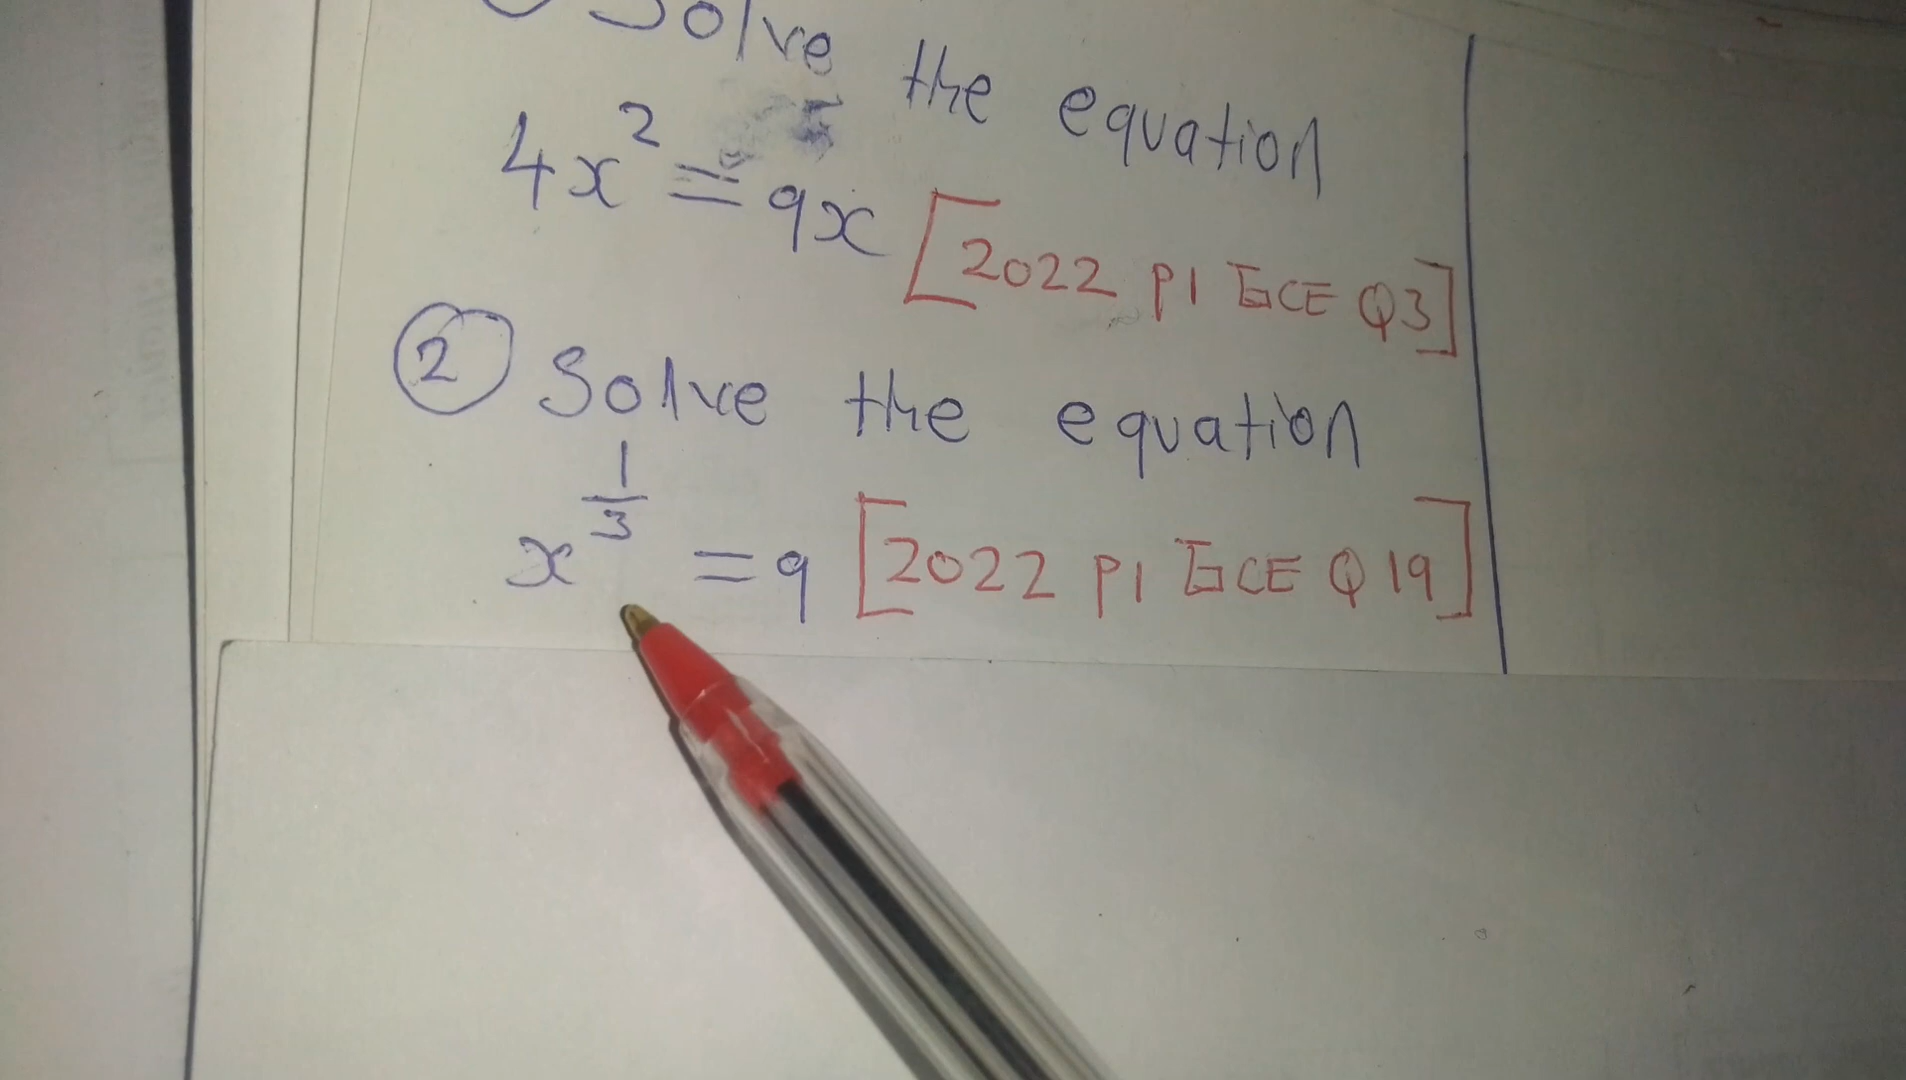 Solve the equation
4x² = 9x [2022 P1 GCE Q3]
② Solve the equation
x^(1/3) = 9 [2022 P1 GCE Q19]